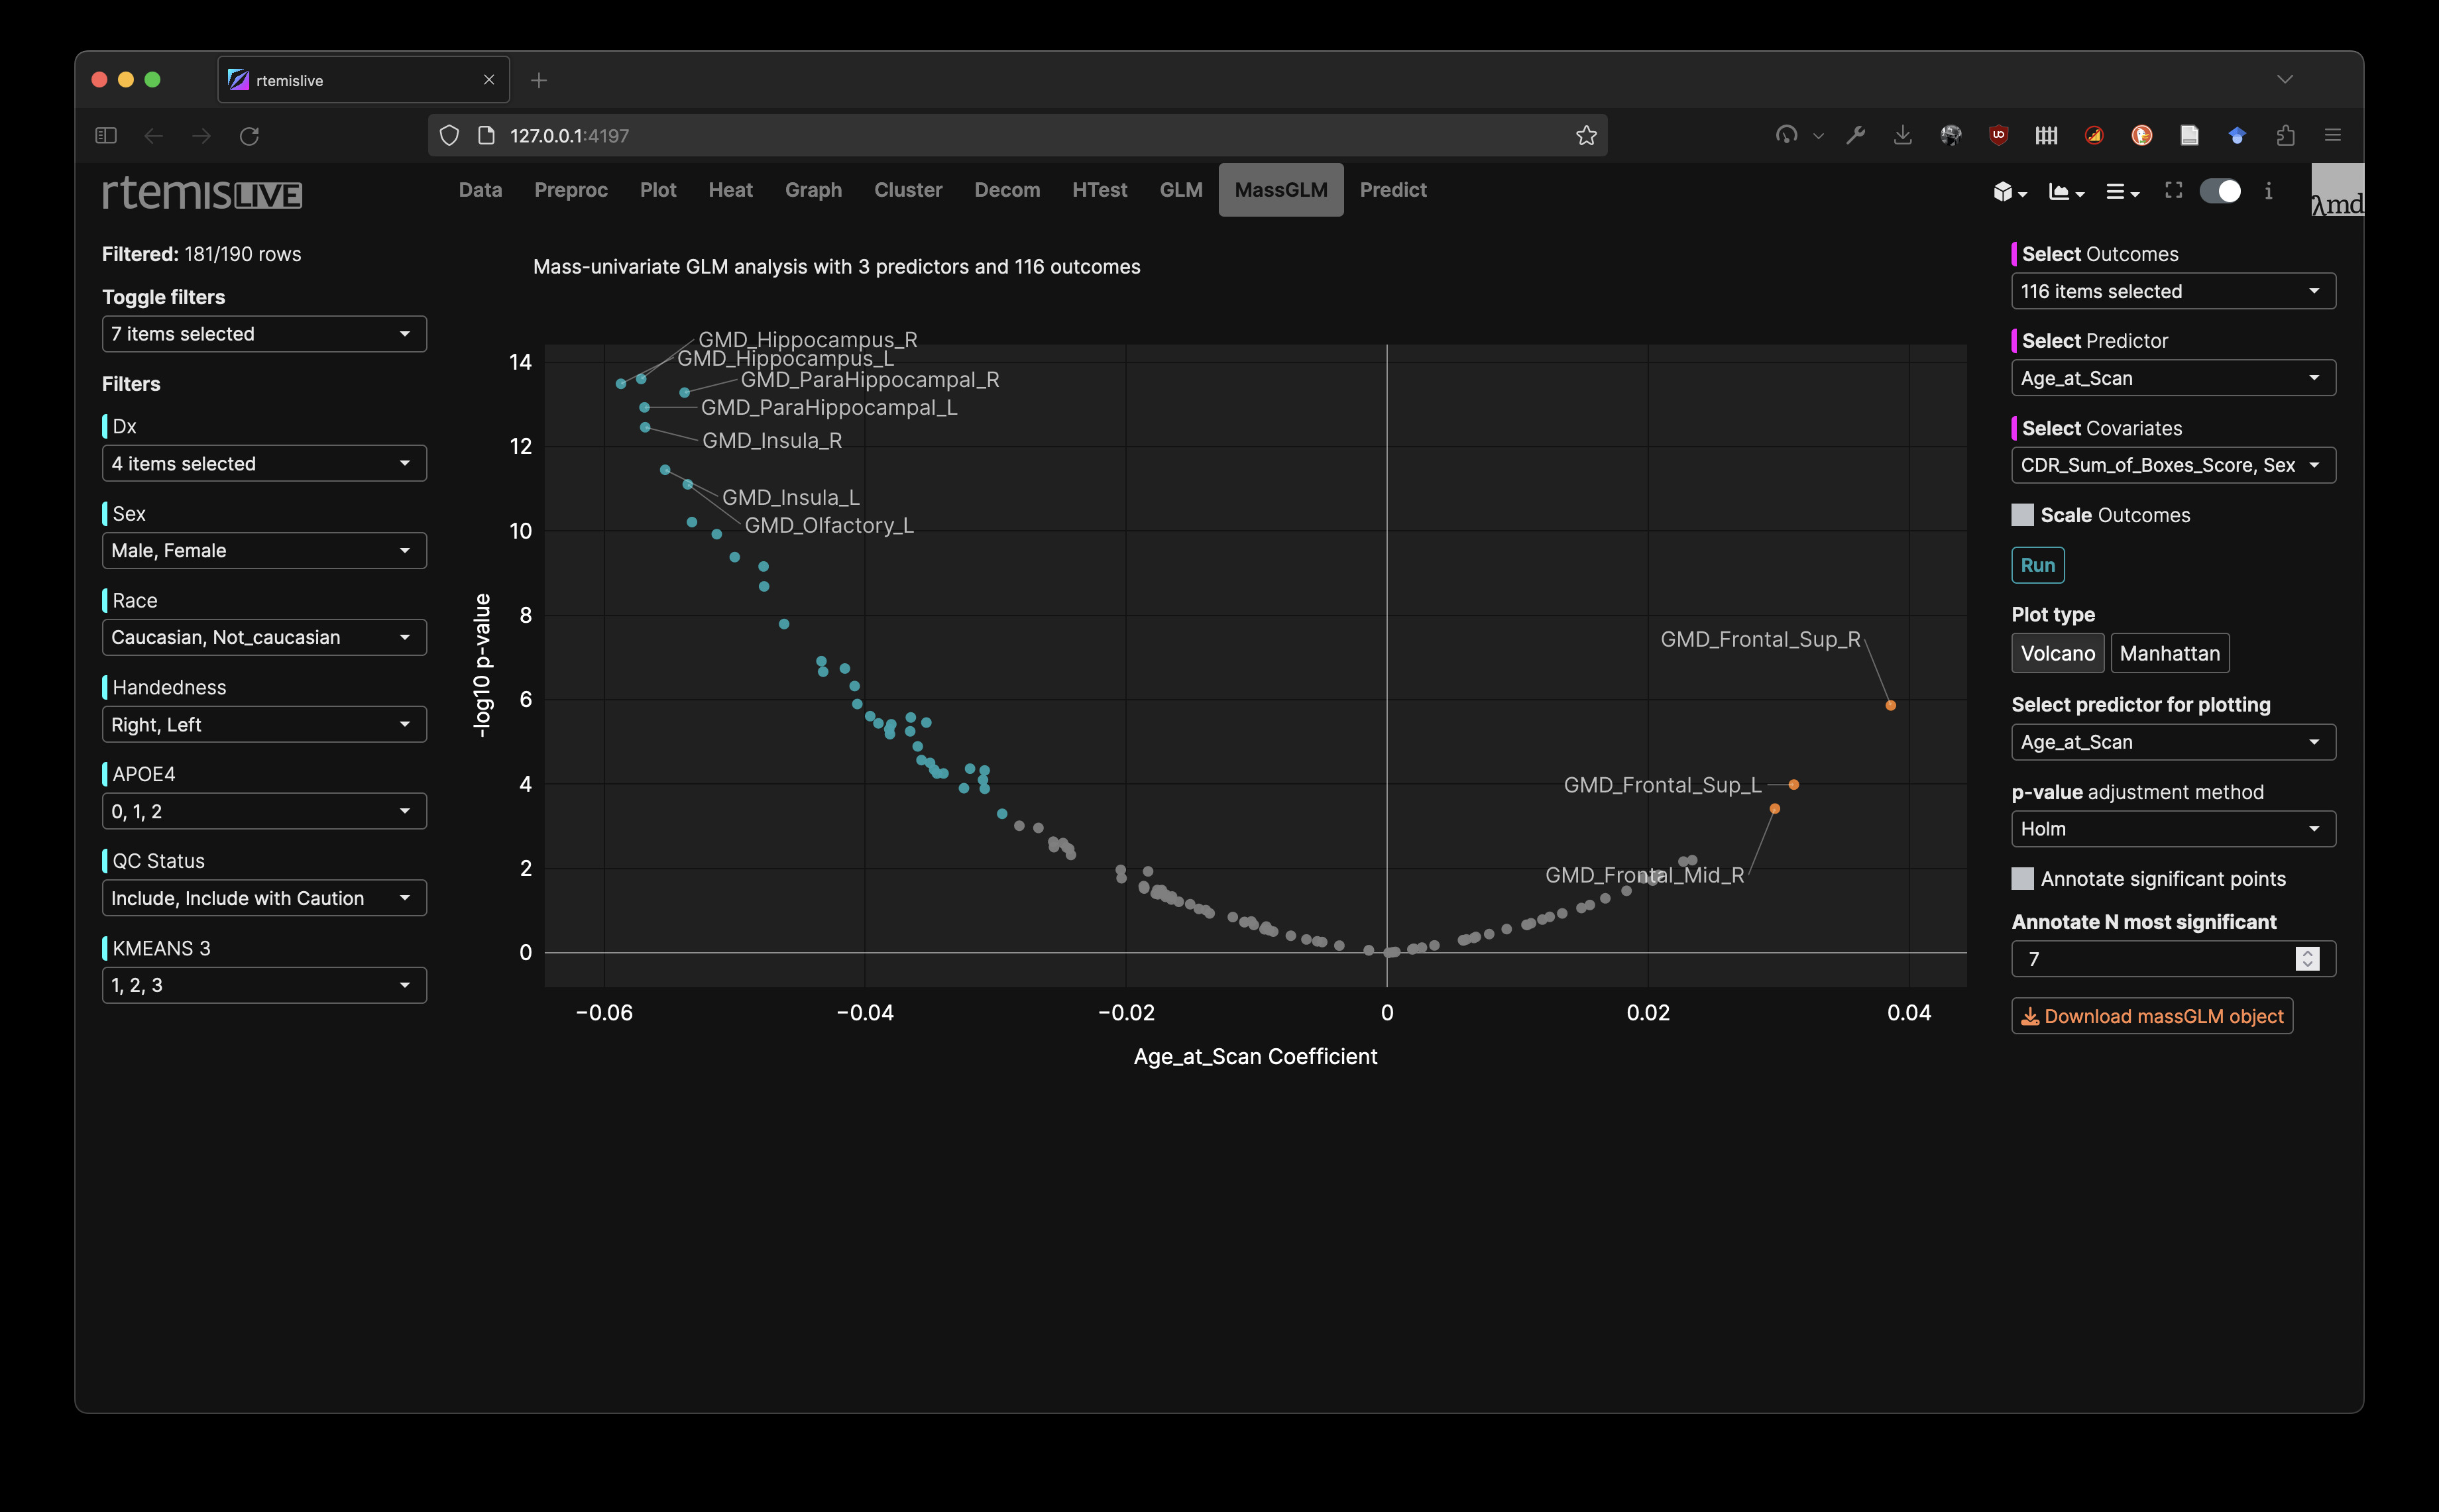 rtemislive
127.0.0.1:4197
rtemisLIVE
Data
Preproc
Plot
Heat
Graph
Cluster
Decom
HTest
GLM
MassGLM
Predict
λmd
Filtered: 181/190 rows
Toggle filters
7 items selected
Filters
Dx
4 items selected
Sex
Male, Female
Race
Caucasian, Not_caucasian
Handedness
Right, Left
APOE4
0, 1, 2
QC Status
Include, Include with Caution
KMEANS 3
1, 2, 3
Mass-univariate GLM analysis with 3 predictors and 116 outcomes
GMD_Hippocampus_R
GMD_Hippocampus_L
GMD_ParaHippocampal_R
GMD_ParaHippocampal_L
GMD_Insula_R
GMD_Insula_L
GMD_Olfactory_L
GMD_Frontal_Sup_R
GMD_Frontal_Sup_L
GMD_Frontal_Mid_R
14
12
10
8
6
4
2
0
-log10 p-value
−0.06
−0.04
−0.02
0
0.02
0.04
Age_at_Scan Coefficient
Select Outcomes
116 items selected
Select Predictor
Age_at_Scan
Select Covariates
CDR_Sum_of_Boxes_Score, Sex
Scale Outcomes
Run
Plot type
Volcano
Manhattan
Select predictor for plotting
Age_at_Scan
p-value adjustment method
Holm
Annotate significant points
Annotate N most significant
7
Download massGLM object